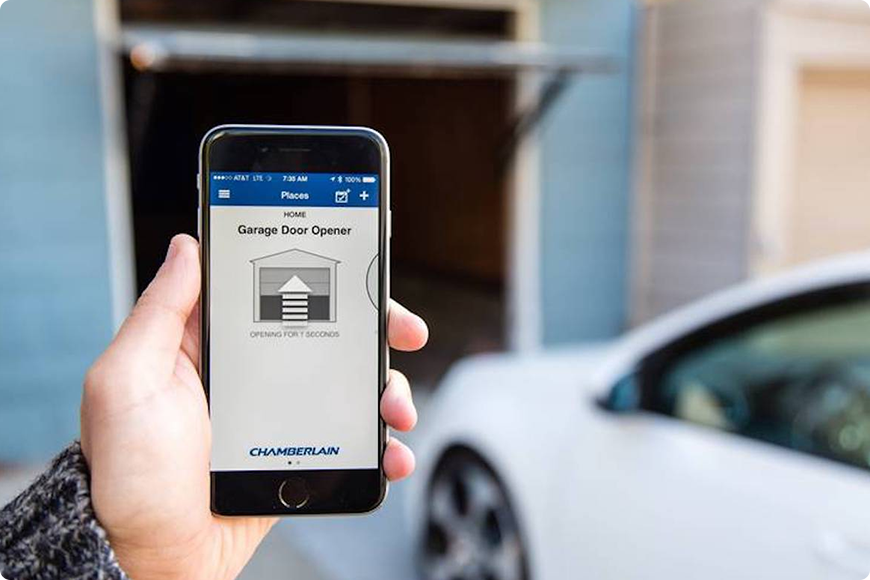 AT&T LTE 7:35 AM 100%
Places
HOME
Garage Door Opener
OPENING FOR 7 SECONDS
CHAMBERLAIN